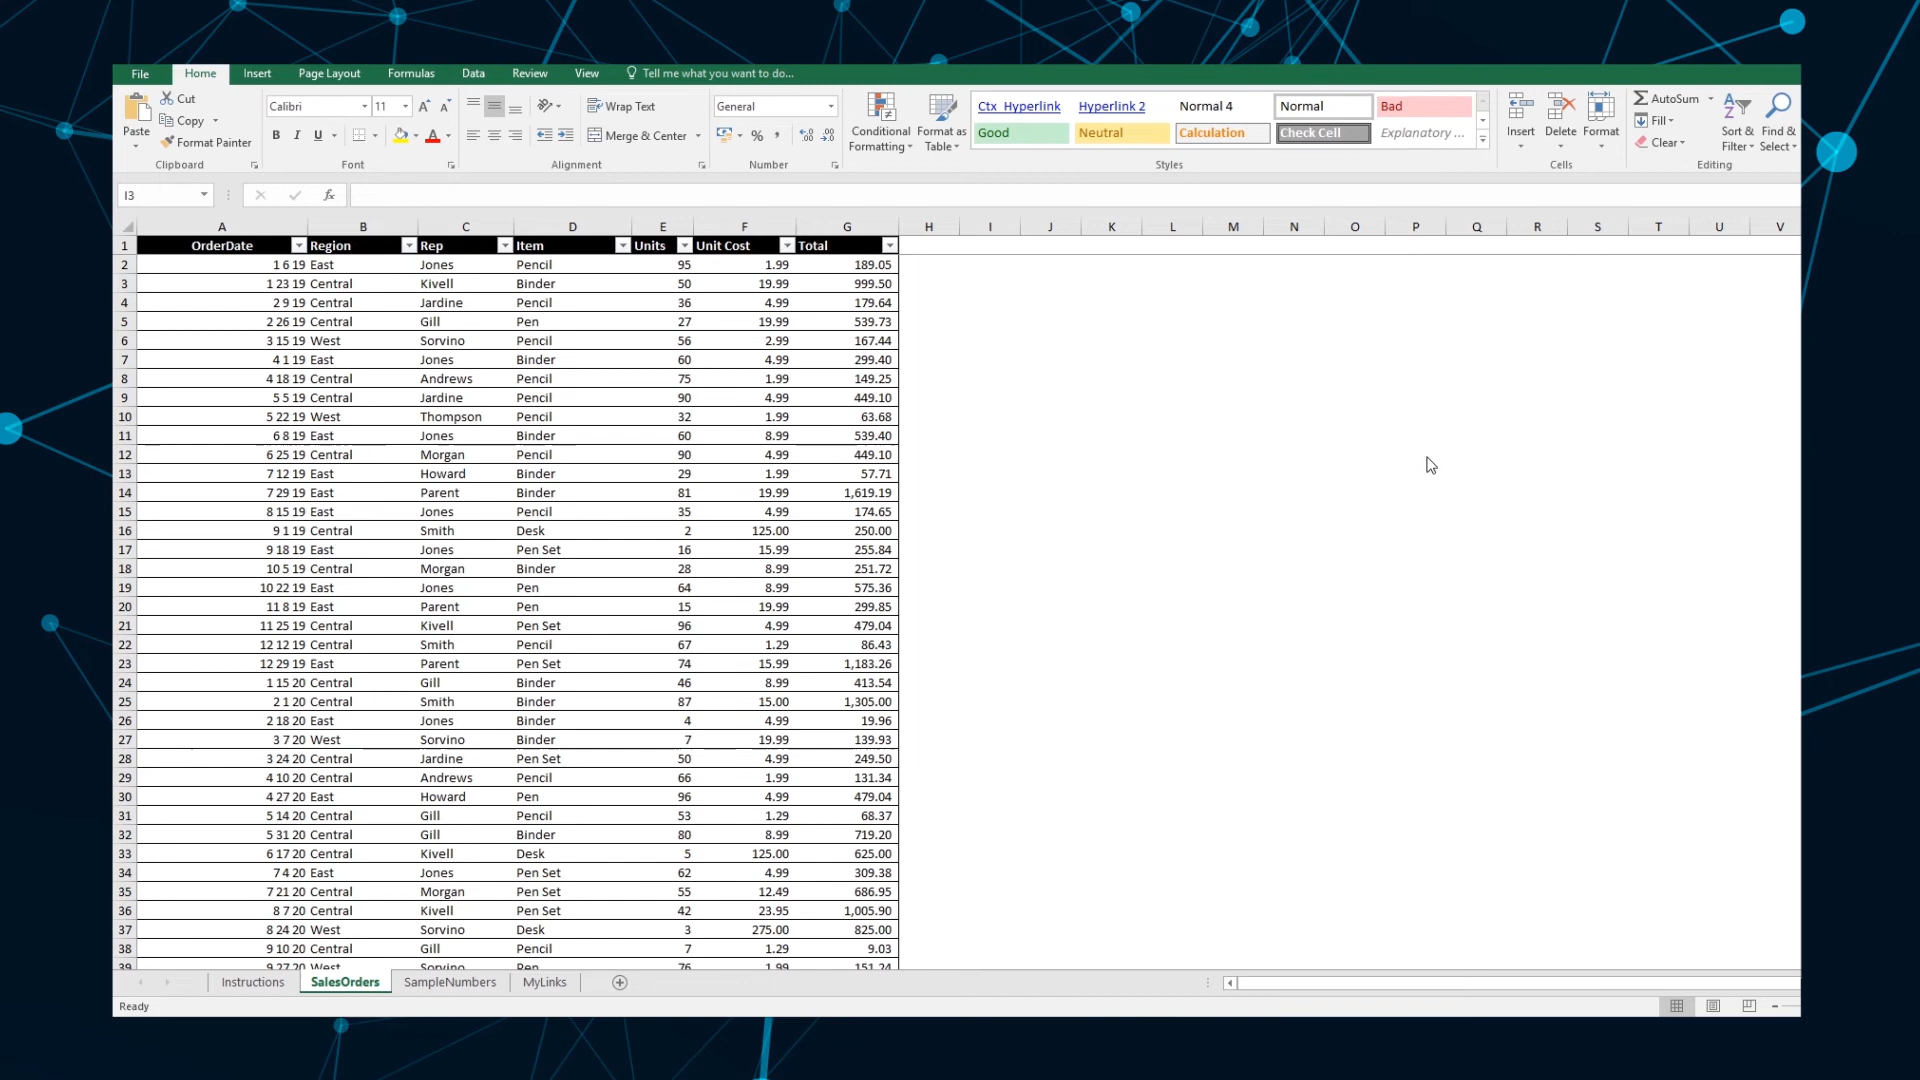 File Home Insert Page Layout Formulas Data Review View Tell me what you want to do...
Paste Cut Copy Format Painter Clipboard
Calibri 11 B I U Font
Wrap Text Merge & Center Alignment
General % , Number
Conditional Formatting Format as Table
Ctx_Hyperlink Hyperlink 2 Normal 4 Normal Bad
Good Neutral Calculation Check Cell Explanatory ...
Styles
Insert Delete Format Cells
AutoSum Fill Clear Sort & Filter Find & Select Editing
I3 fx
A B C D E F G H I J K L M N O P Q R S T U V
1 OrderDate Region Rep Item Units Unit Cost Total
2 1 6 19 East Jones Pencil 95 1.99 189.05
3 1 23 19 Central Kivell Binder 50 19.99 999.50
4 2 9 19 Central Jardine Pencil 36 4.99 179.64
5 2 26 19 Central Gill Pen 27 19.99 539.73
6 3 15 19 West Sorvino Pencil 56 2.99 167.44
7 4 1 19 East Jones Binder 60 4.99 299.40
8 4 18 19 Central Andrews Pencil 75 1.99 149.25
9 5 5 19 Central Jardine Pencil 90 4.99 449.10
10 5 22 19 West Thompson Pencil 32 1.99 63.68
11 6 8 19 East Jones Binder 60 8.99 539.40
12 6 25 19 Central Morgan Pencil 90 4.99 449.10
13 7 12 19 East Howard Binder 29 1.99 57.71
14 7 29 19 East Parent Binder 81 19.99 1,619.19
15 8 15 19 East Jones Pencil 35 4.99 174.65
16 9 1 19 Central Smith Desk 2 125.00 250.00
17 9 18 19 East Jones Pen Set 16 15.99 255.84
18 10 5 19 Central Morgan Binder 28 8.99 251.72
19 10 22 19 East Jones Pen 64 8.99 575.36
20 11 8 19 East Parent Pen 15 19.99 299.85
21 11 25 19 Central Kivell Pen Set 96 4.99 479.04
22 12 12 19 Central Smith Pencil 67 1.29 86.43
23 12 29 19 East Parent Pen Set 74 15.99 1,183.26
24 1 15 20 Central Gill Binder 46 8.99 413.54
25 2 1 20 Central Smith Binder 87 15.00 1,305.00
26 2 18 20 East Jones Binder 4 4.99 19.96
27 3 7 20 West Sorvino Binder 7 19.99 139.93
28 3 24 20 Central Jardine Pen Set 50 4.99 249.50
29 4 10 20 Central Andrews Pencil 66 1.99 131.34
30 4 27 20 East Howard Pen 96 4.99 479.04
31 5 14 20 Central Gill Pencil 53 1.29 68.37
32 5 31 20 Central Gill Binder 80 8.99 719.20
33 6 17 20 Central Kivell Desk 5 125.00 625.00
34 7 4 20 East Jones Pen Set 62 4.99 309.38
35 7 21 20 Central Morgan Pen Set 55 12.49 686.95
36 8 7 20 Central Kivell Pen Set 42 23.95 1,005.90
37 8 24 20 West Sorvino Desk 3 275.00 825.00
38 9 10 20 Central Gill Pencil 7 1.29 9.03
39 9 27 20 West Sorvino Pen 76 1.99 151.24
Instructions SalesOrders SampleNumbers MyLinks
Ready